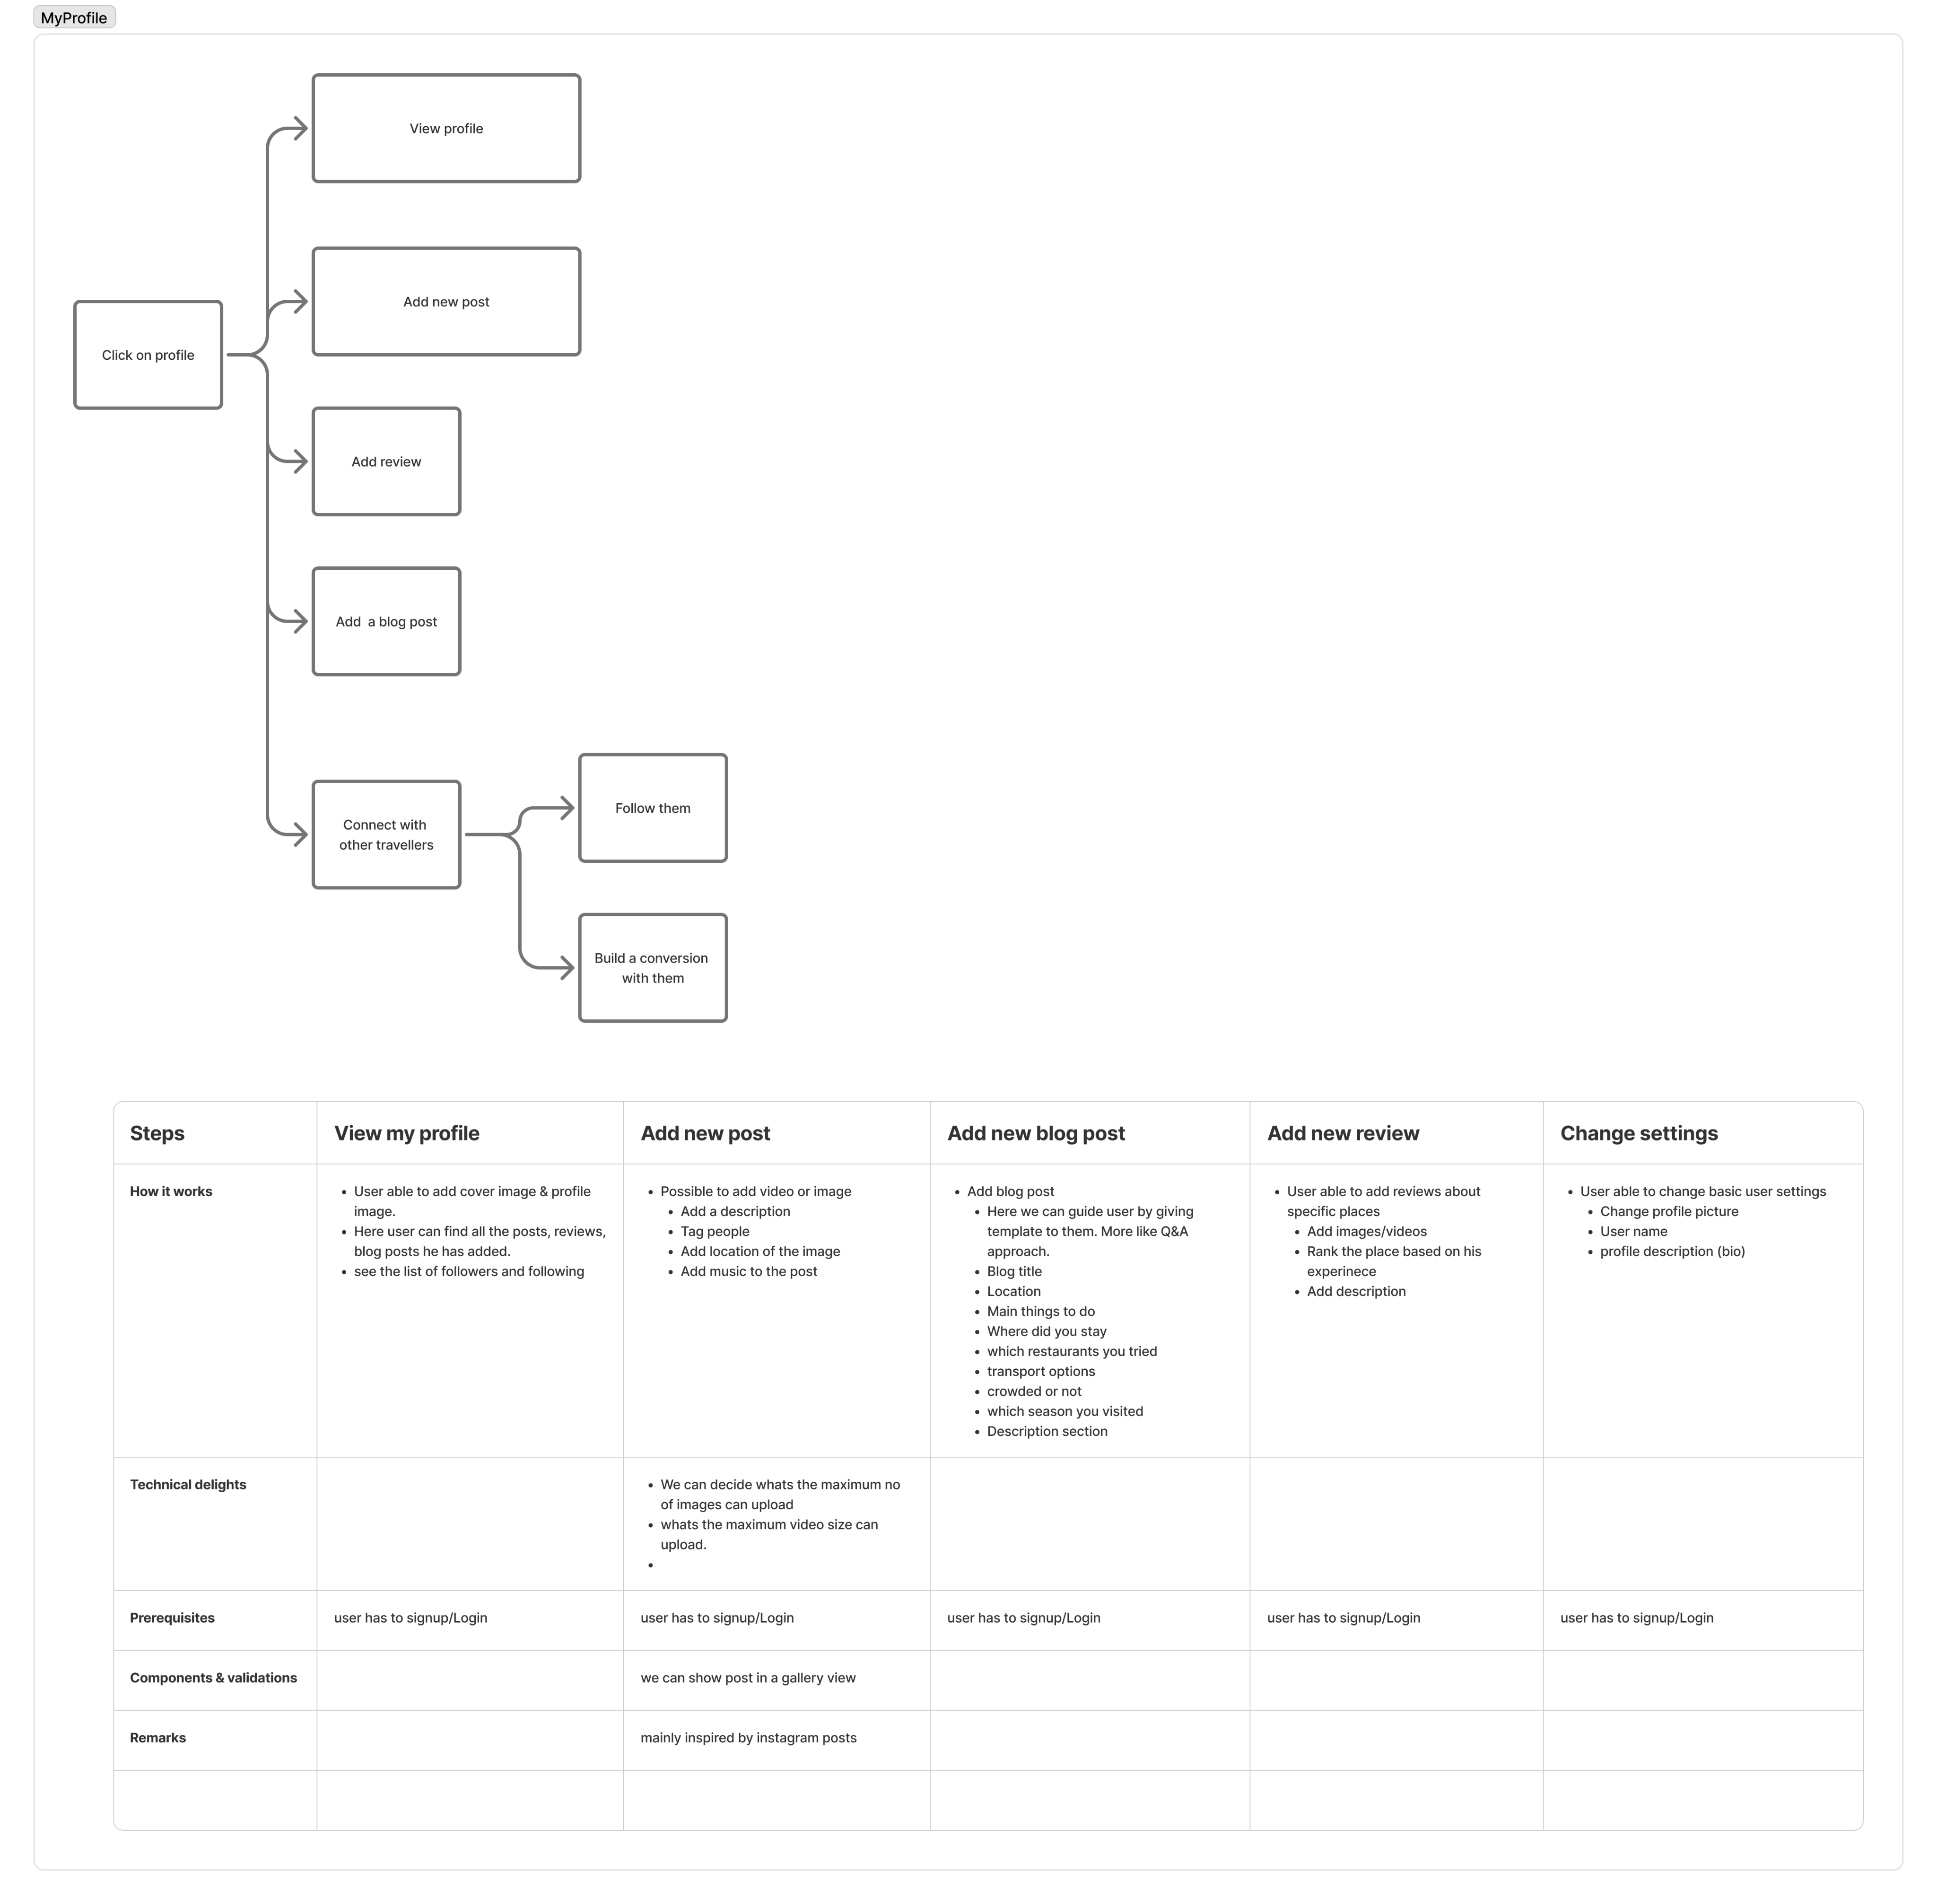 MyProfile
View profile
Add new post
Click on profile
Add review
Add  a blog post
Connect with
other travellers
Follow them
Build a conversion
with them
Steps
View my profile
Add new post
Add new blog post
Add new review
Change settings
How it works
• User able to add cover image & profile
image.
• Here user can find all the posts, reviews,
blog posts he has added.
• see the list of followers and following
• Possible to add video or image
• Add a description
• Tag people
• Add location of the image
• Add music to the post
• Add blog post
• Here we can guide user by giving
template to them. More like Q&A
approach.
• Blog title
• Location
• Main things to do
• Where did you stay
• which restaurants you tried
• transport options
• crowded or not
• which season you visited
• Description section
• User able to add reviews about
specific places
• Add images/videos
• Rank the place based on his
experinece
• Add description
• User able to change basic user settings
• Change profile picture
• User name
• profile description (bio)
Technical delights
• We can decide whats the maximum no
of images can upload
• whats the maximum video size can
upload.
•
Prerequisites
user has to signup/Login
user has to signup/Login
user has to signup/Login
user has to signup/Login
user has to signup/Login
Components & validations
we can show post in a gallery view
Remarks
mainly inspired by instagram posts